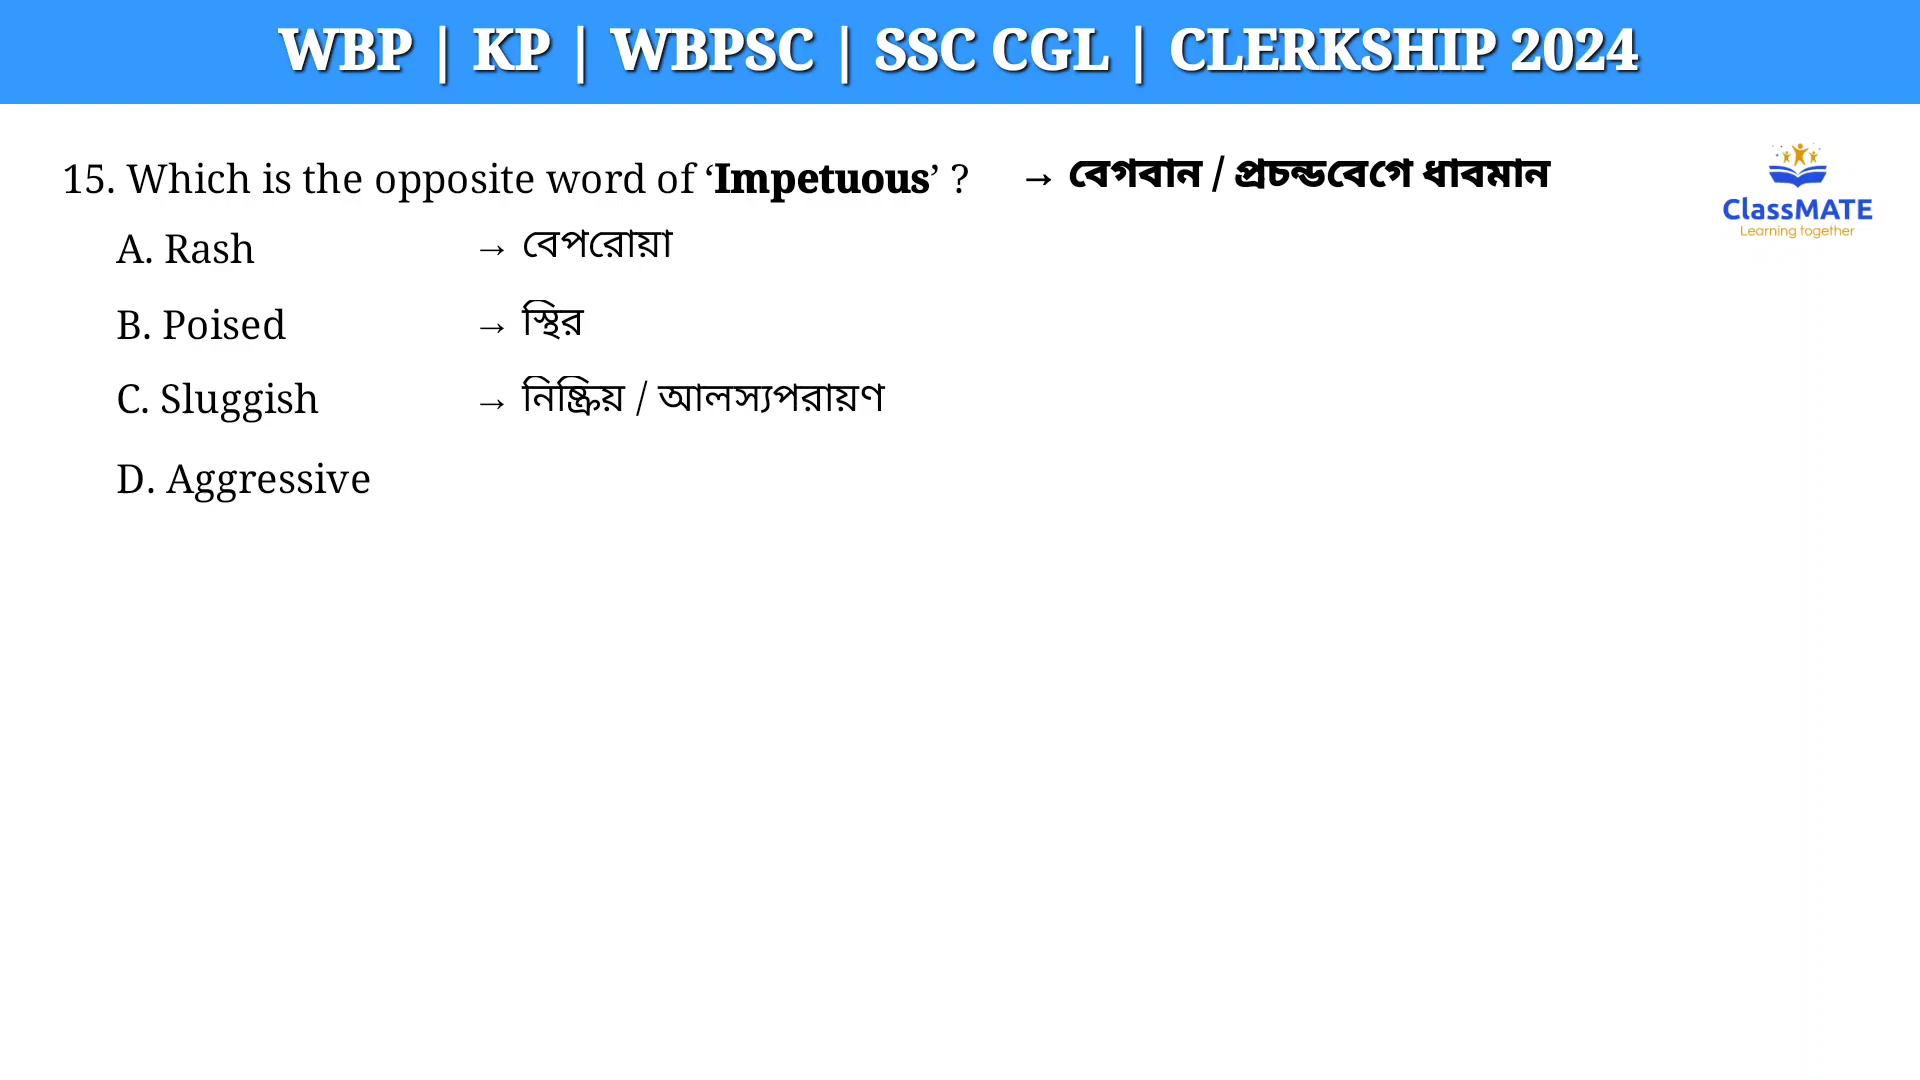 WBP | KP | WBPSC | SSC CGL | CLERKSHIP 2024
15. Which is the opposite word of ‘Impetuous’ ? → বেগবান / প্রচন্ডবেগে ধাবমান
ClassMATE
Learning together
A. Rash → বেপরোয়া
B. Poised → স্থির
C. Sluggish → নিষ্ক্রিয় / আলস্যপরায়ণ
D. Aggressive